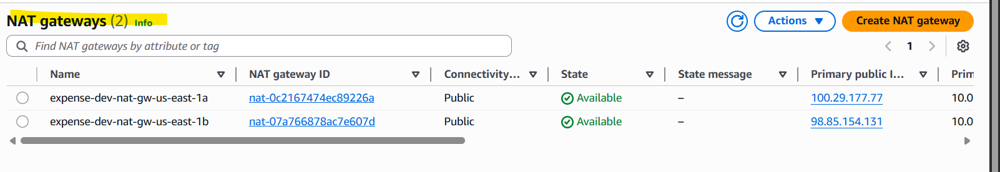 NAT gateways (2) Info
Actions
Create NAT gateway
Find NAT gateways by attribute or tag
1
Name NAT gateway ID Connectivity... State State message Primary public I... Prim
expense-dev-nat-gw-us-east-1a nat-0c2167474ec89226a Public Available – 100.29.177.77 10.0
expense-dev-nat-gw-us-east-1b nat-07a766878ac7e607d Public Available – 98.85.154.131 10.0